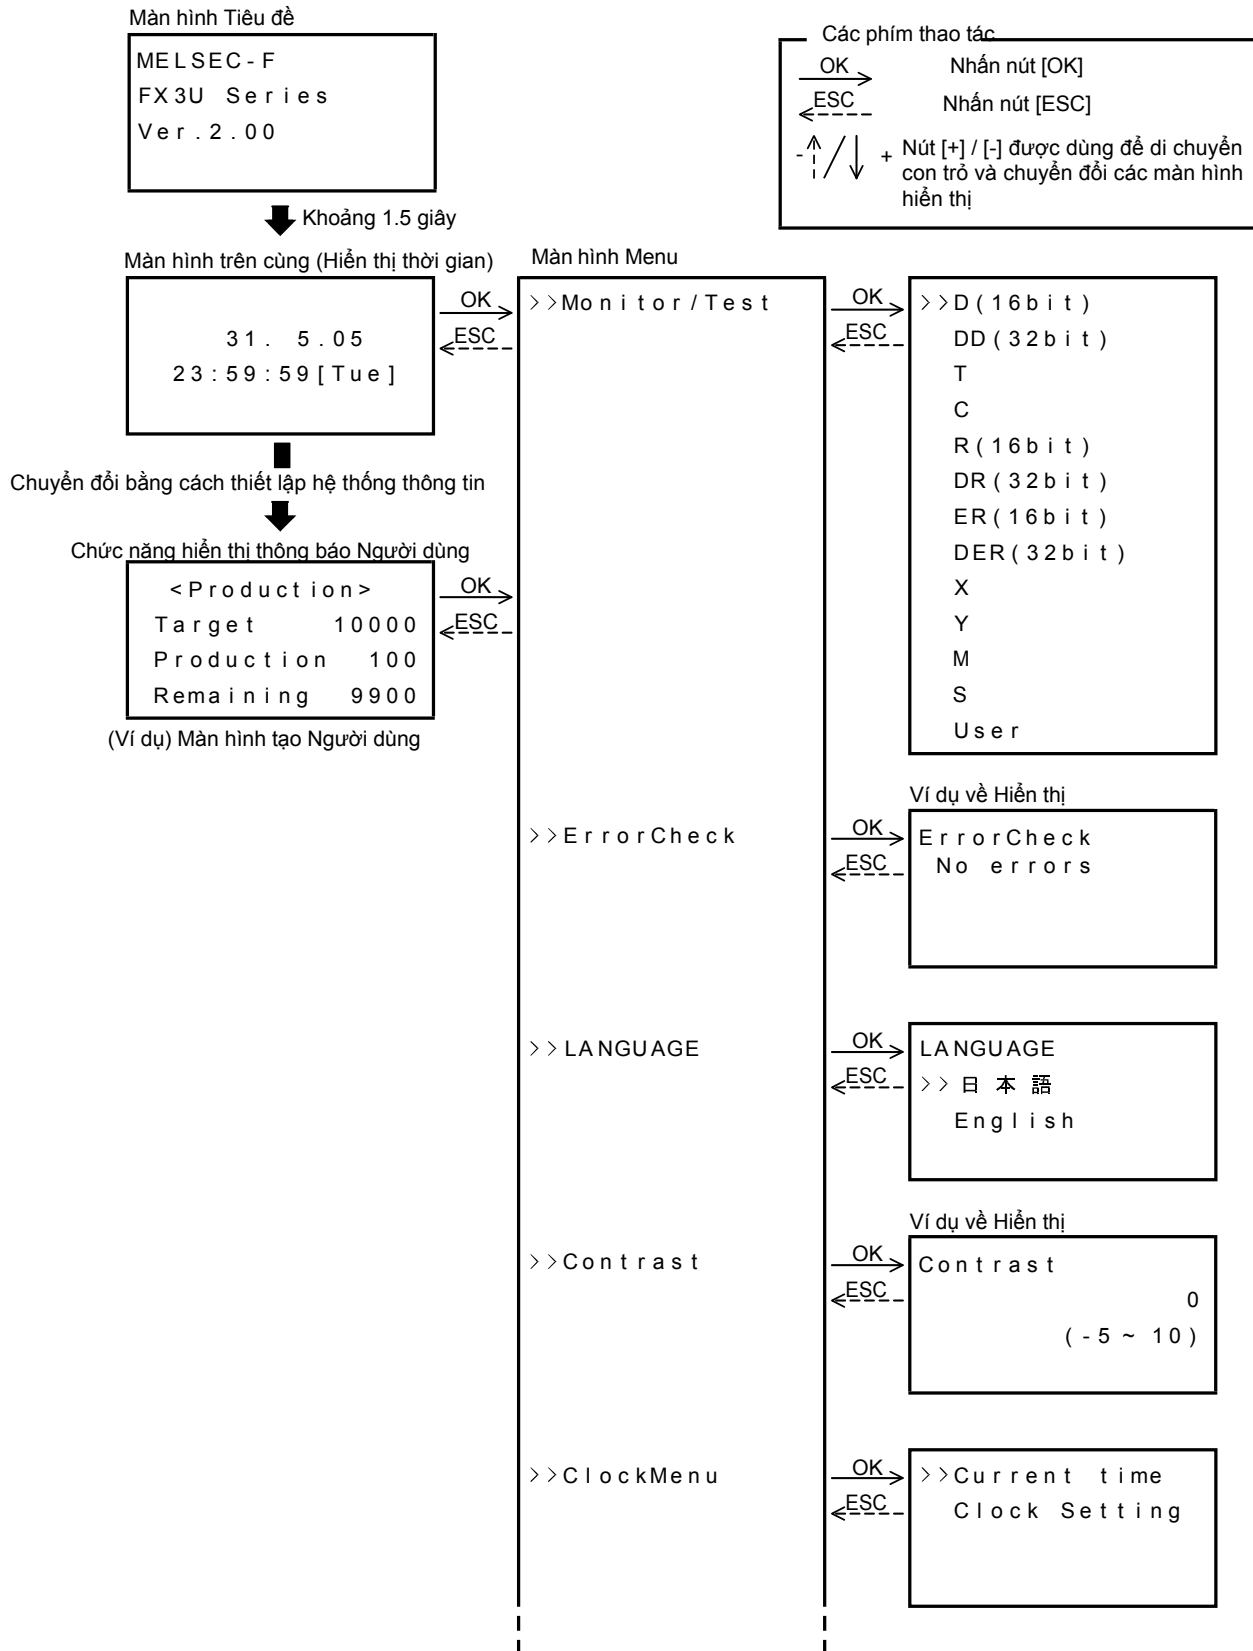 Màn hình Tiêu đề
MELSEC-F
FX3U Series
Ver.2.00
Các phím thao tác
OK Nhấn nút [OK]
ESC Nhấn nút [ESC]
- / + Nút [+] / [-] được dùng để di chuyển
con trỏ và chuyển đổi các màn hình
hiển thị
Khoảng 1.5 giây
Màn hình trên cùng (Hiển thị thời gian)
31. 5.05
23:59:59[Tue]
OK
ESC
Chuyển đổi bằng cách thiết lập hệ thống thông tin
Chức năng hiển thị thông báo Người dùng
<Production>
Target 10000
Production 100
Remaining 9900
OK
ESC
(Ví dụ) Màn hình tạo Người dùng
Màn hình Menu
>>Monitor/Test
OK
ESC
>>D(16bit)
DD(32bit)
T
C
R(16bit)
DR(32bit)
ER(16bit)
DER(32bit)
X
Y
M
S
User
>>ErrorCheck
OK
ESC
Ví dụ về Hiển thị
ErrorCheck
No errors
>>LANGUAGE
OK
ESC
LANGUAGE
>>日本語
English
>>Contrast
OK
ESC
Ví dụ về Hiển thị
Contrast
0
(-5 ~ 10)
>>ClockMenu
OK
ESC
>>Current time
Clock Setting